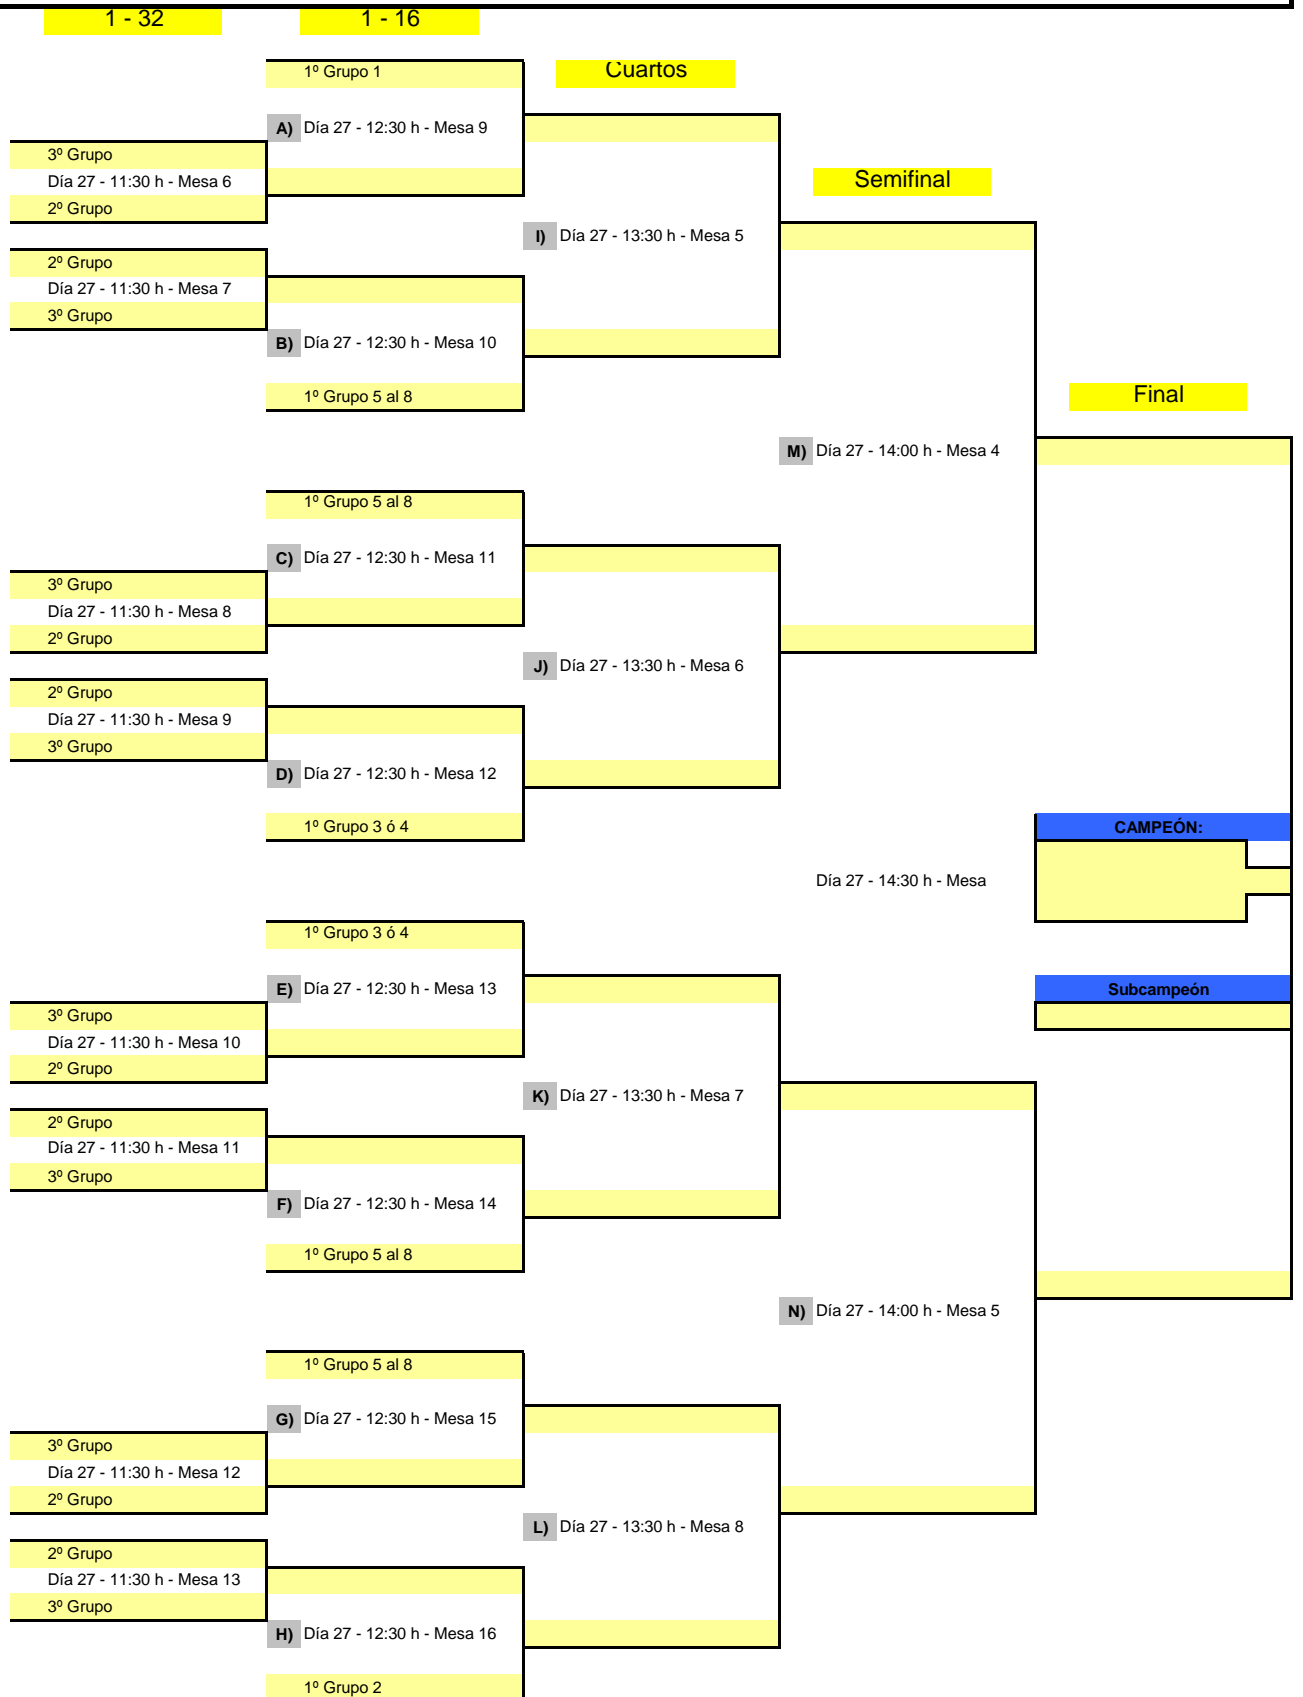 1 - 32
1 - 16
1º Grupo 1
Cuartos
A) Día 27 - 12:30 h - Mesa 9
3º Grupo
Día 27 - 11:30 h - Mesa 6
Semifinal
2º Grupo
I) Día 27 - 13:30 h - Mesa 5
2º Grupo
Día 27 - 11:30 h - Mesa 7
3º Grupo
B) Día 27 - 12:30 h - Mesa 10
1º Grupo 5 al 8
Final
M) Día 27 - 14:00 h - Mesa 4
1º Grupo 5 al 8
C) Día 27 - 12:30 h - Mesa 11
3º Grupo
Día 27 - 11:30 h - Mesa 8
2º Grupo
J) Día 27 - 13:30 h - Mesa 6
2º Grupo
Día 27 - 11:30 h - Mesa 9
3º Grupo
D) Día 27 - 12:30 h - Mesa 12
1º Grupo 3 ó 4
CAMPEÓN:
Día 27 - 14:30 h - Mesa
1º Grupo 3 ó 4
E) Día 27 - 12:30 h - Mesa 13
Subcampeón
3º Grupo
Día 27 - 11:30 h - Mesa 10
2º Grupo
K) Día 27 - 13:30 h - Mesa 7
2º Grupo
Día 27 - 11:30 h - Mesa 11
3º Grupo
F) Día 27 - 12:30 h - Mesa 14
1º Grupo 5 al 8
N) Día 27 - 14:00 h - Mesa 5
1º Grupo 5 al 8
G) Día 27 - 12:30 h - Mesa 15
3º Grupo
Día 27 - 11:30 h - Mesa 12
2º Grupo
L) Día 27 - 13:30 h - Mesa 8
2º Grupo
Día 27 - 11:30 h - Mesa 13
3º Grupo
H) Día 27 - 12:30 h - Mesa 16
1º Grupo 2